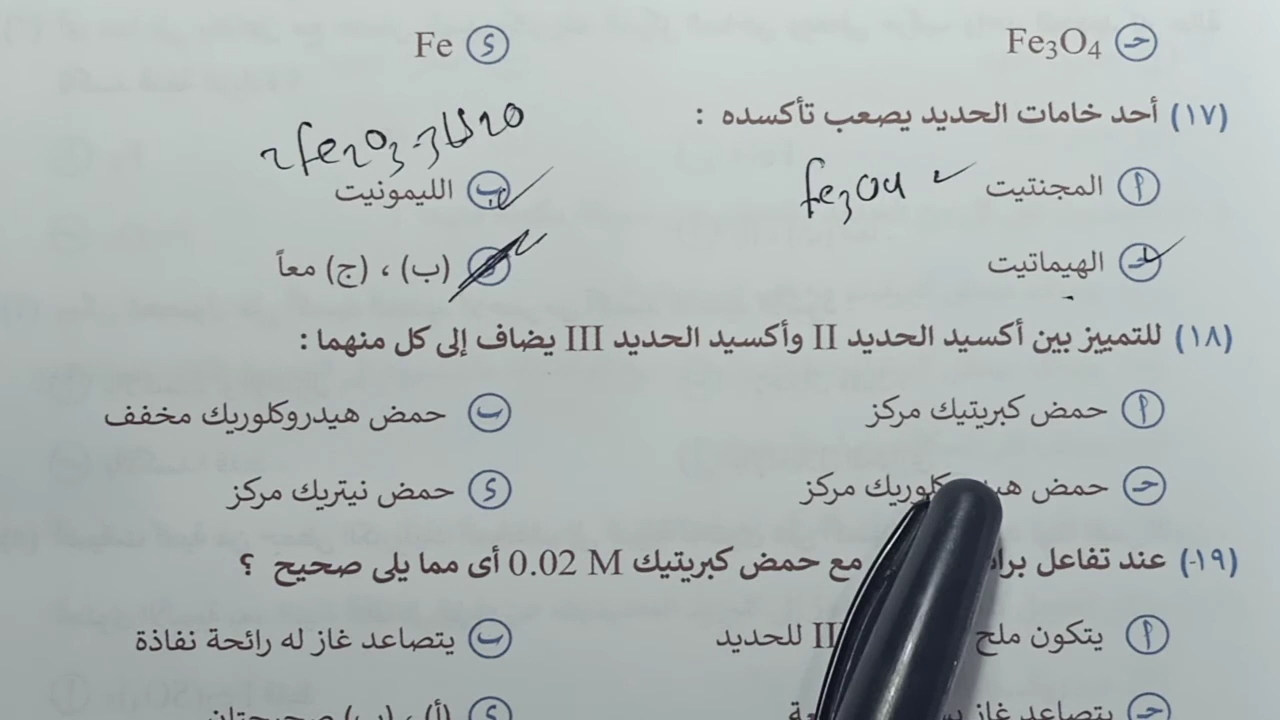 ح Fe3O4 د Fe
(١٧) أحد خامات الحديد يصعب تأكسده :
2Fe2O3.3H2O
أ المجنتيت Fe3O4 ب الليمونيت
ح الهيماتيت (ب) ، (ج) معاً
(١٨) للتمييز بين أكسيد الحديد II وأكسيد الحديد III يضاف إلى كل منهما :
أ حمض كبريتيك مركز ب حمض هيدروكلوريك مخفف
ح حمض مركز د حمض نيتريك مركز
(١٩) عند تفاعل مع حمض كبريتيك 0.02 M أى مما يلى صحيح ؟
أ يتكون ملح للحديد ب يتصاعد غاز له رائحة نفاذة
ح يتصاعد غاز د (أ) ، (ب) صحيحتان